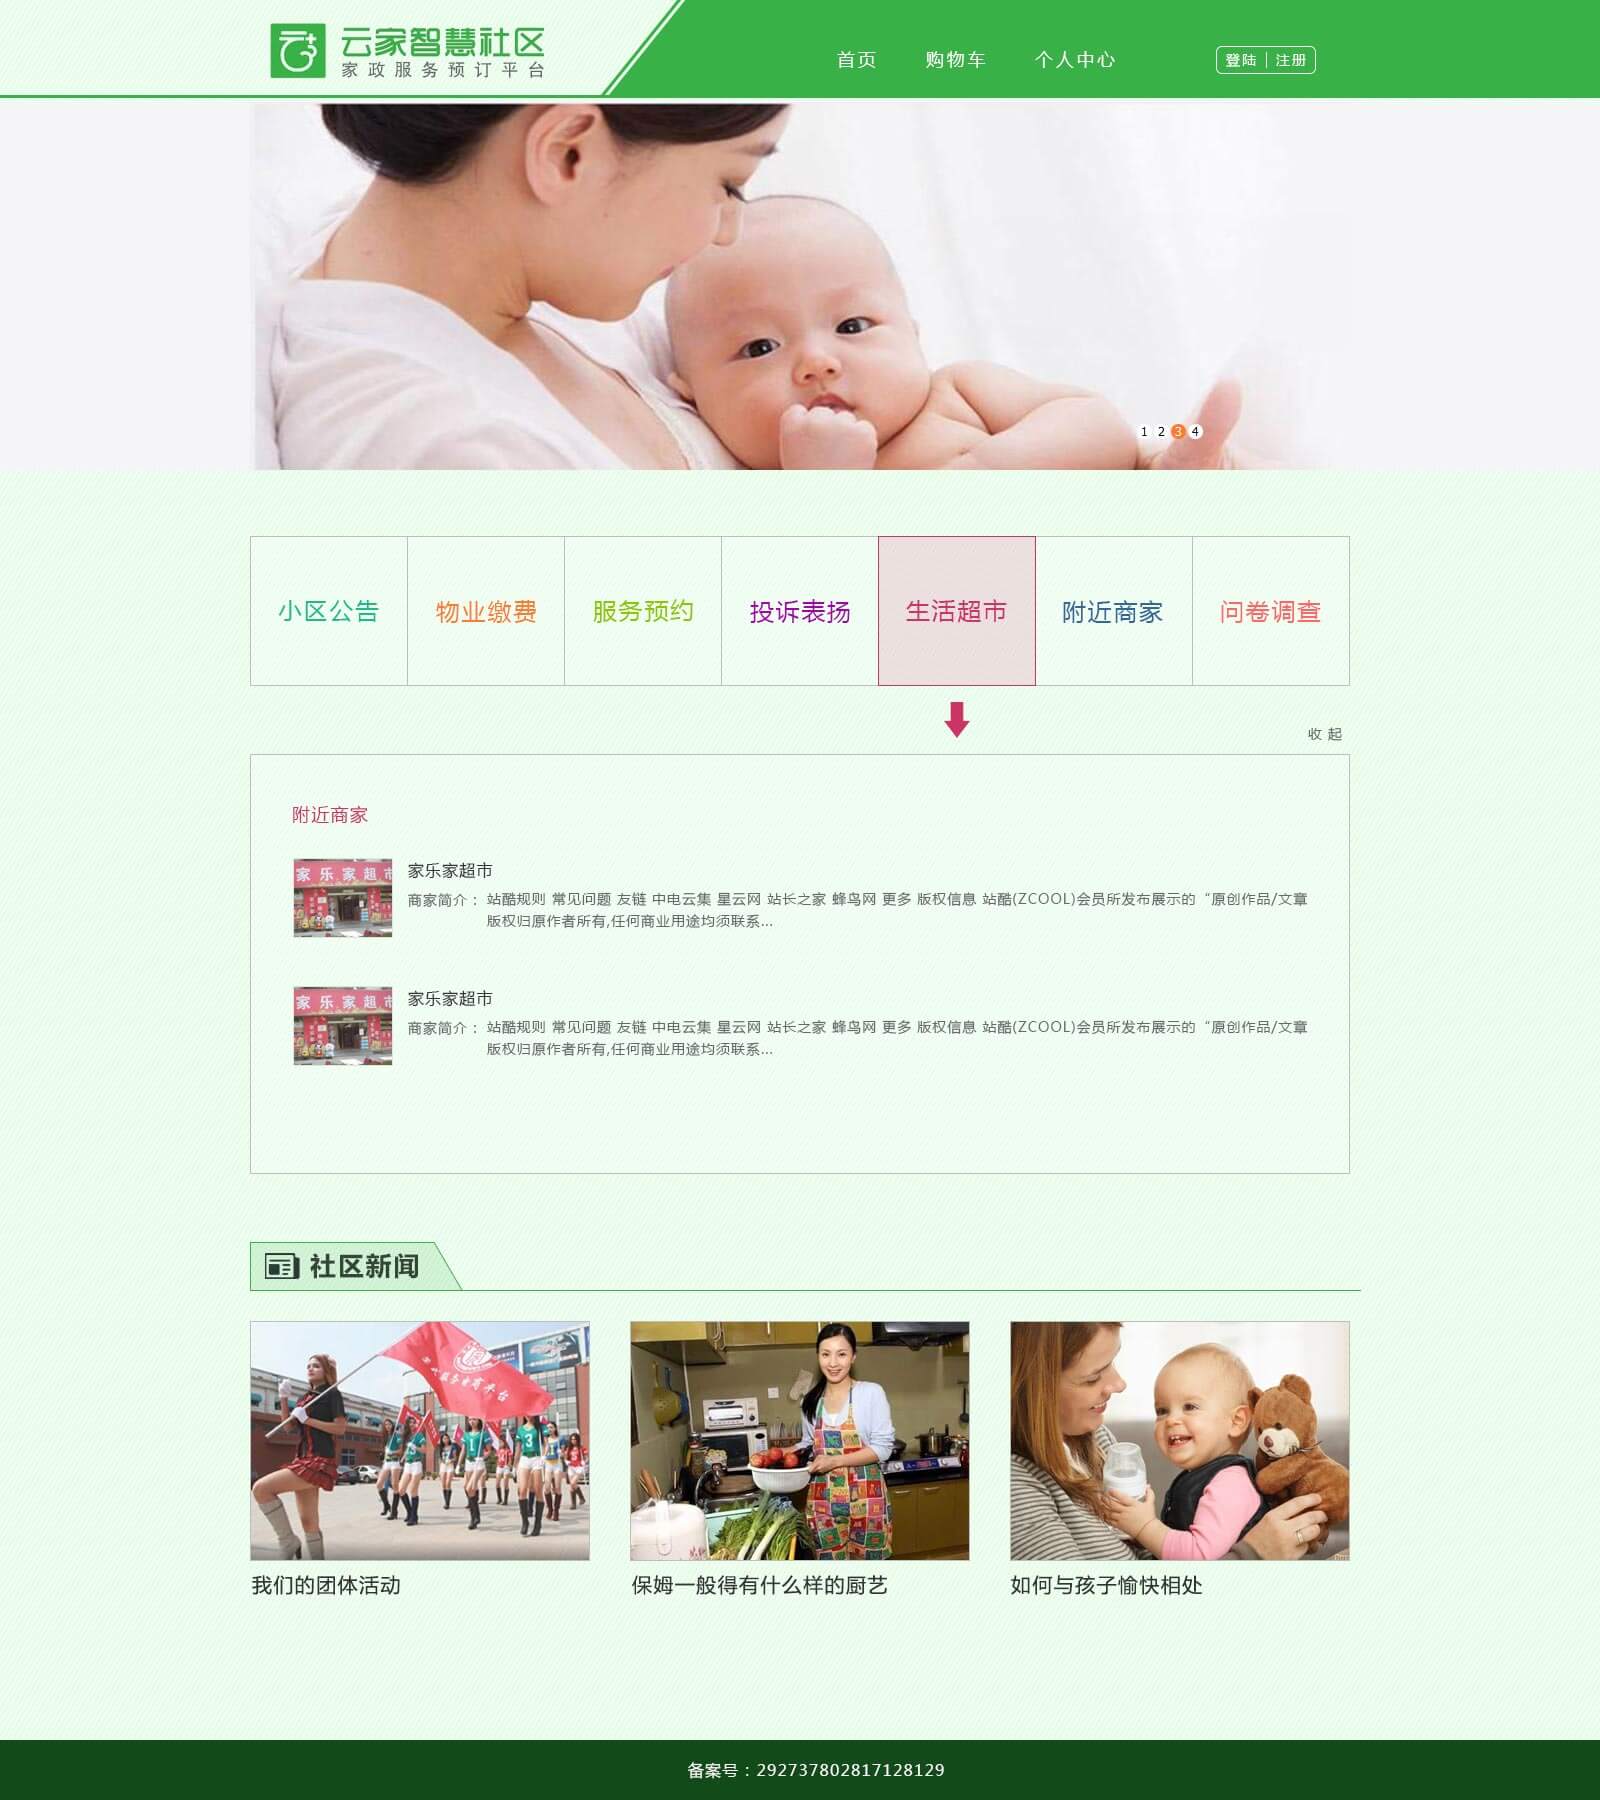 云家智慧社区
家政服务预订平台
首页 购物车 个人中心
登陆 | 注册
1 2 3 4
小区公告 物业缴费 服务预约 投诉表扬 生活超市 附近商家 问卷调查
收起
附近商家
家乐家超市
家乐家超市
商家简介： 站酷规则 常见问题 友链 中电云集 星云网 站长之家 蜂鸟网 更多 版权信息 站酷(ZCOOL)会员所发布展示的 “原创作品/文章
版权归原作者所有,任何商业用途均须联系...
家乐家超市
家乐家超市
商家简介： 站酷规则 常见问题 友链 中电云集 星云网 站长之家 蜂鸟网 更多 版权信息 站酷(ZCOOL)会员所发布展示的 “原创作品/文章
版权归原作者所有,任何商业用途均须联系...
社区新闻
1 3
我们的团体活动 保姆一般得有什么样的厨艺 如何与孩子愉快相处
备案号：292737802817128129